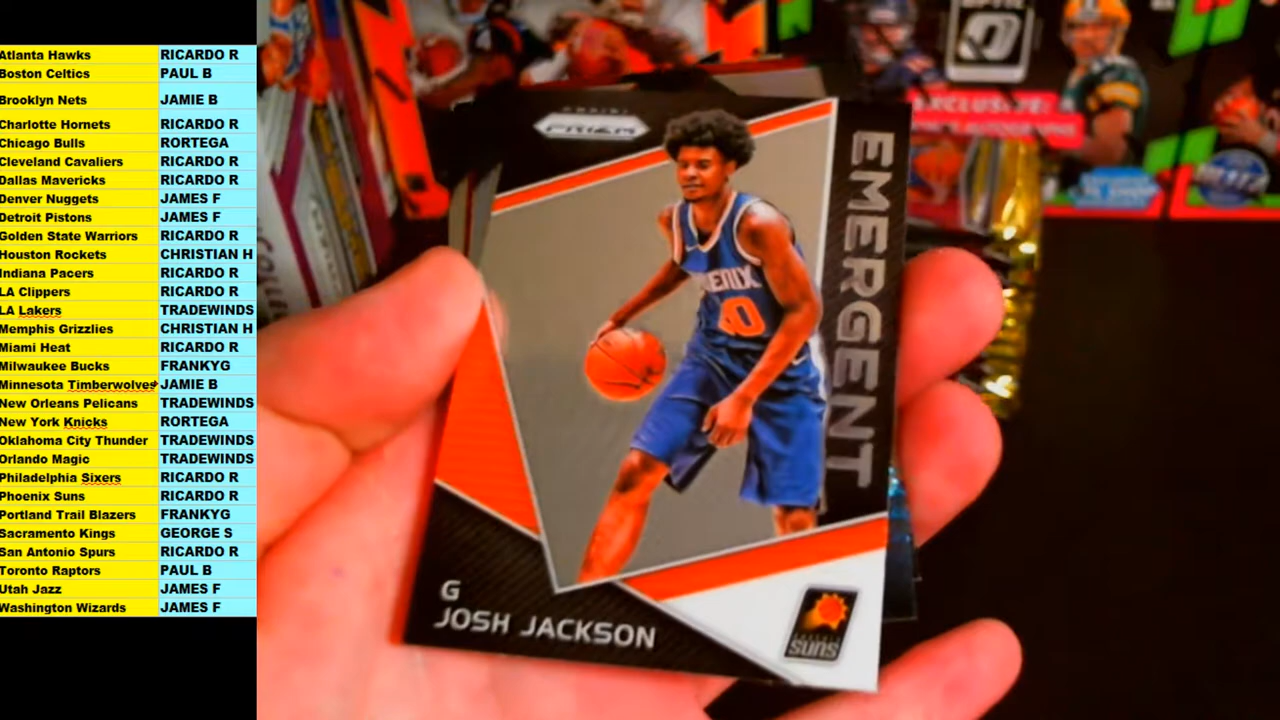 Atlanta Hawks RICARDO R
Boston Celtics PAUL B
Brooklyn Nets JAMIE B
Charlotte Hornets RICARDO R
Chicago Bulls RORTEGA
Cleveland Cavaliers RICARDO R
Dallas Mavericks RICARDO R
Denver Nuggets JAMES F
Detroit Pistons JAMES F
Golden State Warriors RICARDO R
Houston Rockets CHRISTIAN H
Indiana Pacers RICARDO R
LA Clippers RICARDO R
LA Lakers TRADEWINDS
Memphis Grizzlies CHRISTIAN H
Miami Heat RICARDO R
Milwaukee Bucks FRANKYG
Minnesota Timberwolves JAMIE B
New Orleans Pelicans TRADEWINDS
New York Knicks RORTEGA
Oklahoma City Thunder TRADEWINDS
Orlando Magic TRADEWINDS
Philadelphia Sixers RICARDO R
Phoenix Suns RICARDO R
Portland Trail Blazers FRANKYG
Sacramento Kings GEORGE S
San Antonio Spurs RICARDO R
Toronto Raptors PAUL B
Utah Jazz JAMES F
Washington Wizards JAMES F
PANINI
PRIZM
EMERGENT
G
JOSH JACKSON
SUNS